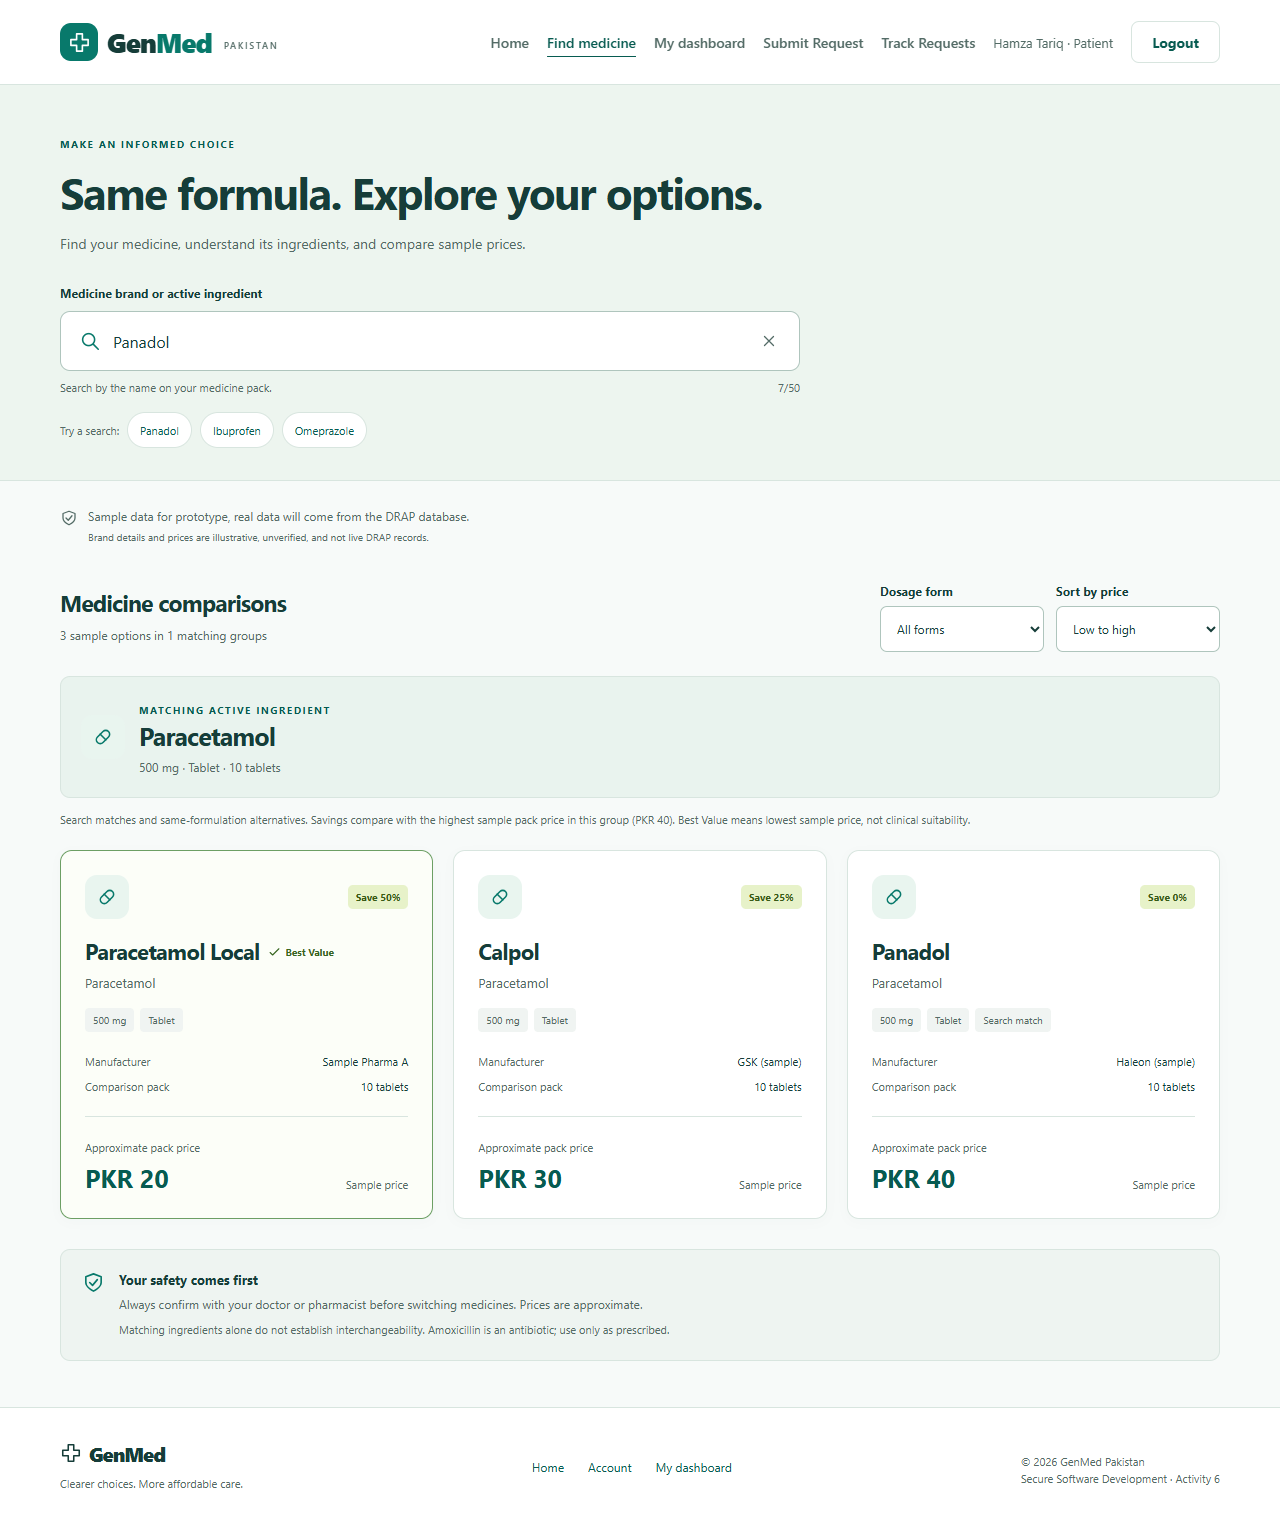 GenMed PAKISTAN
Home Find medicine My dashboard Submit Request Track Requests Hamza Tariq · Patient Logout
MAKE AN INFORMED CHOICE
Same formula. Explore your options.
Find your medicine, understand its ingredients, and compare sample prices.
Medicine brand or active ingredient
Panadol
Search by the name on your medicine pack. 7/50
Try a search: Panadol Ibuprofen Omeprazole
Sample data for prototype, real data will come from the DRAP database.
Brand details and prices are illustrative, unverified, and not live DRAP records.
Medicine comparisons
3 sample options in 1 matching groups
Dosage form Sort by price
All forms Low to high
MATCHING ACTIVE INGREDIENT
Paracetamol
500 mg · Tablet · 10 tablets
Search matches and same-formulation alternatives. Savings compare with the highest sample pack price in this group (PKR 40). Best Value means lowest sample price, not clinical suitability.
Save 50%
Paracetamol Local Best Value
Paracetamol
500 mg Tablet
Manufacturer Sample Pharma A
Comparison pack 10 tablets
Approximate pack price
PKR 20 Sample price
Save 25%
Calpol
Paracetamol
500 mg Tablet
Manufacturer GSK (sample)
Comparison pack 10 tablets
Approximate pack price
PKR 30 Sample price
Save 0%
Panadol
Paracetamol
500 mg Tablet Search match
Manufacturer Haleon (sample)
Comparison pack 10 tablets
Approximate pack price
PKR 40 Sample price
Your safety comes first
Always confirm with your doctor or pharmacist before switching medicines. Prices are approximate.
Matching ingredients alone do not establish interchangeability. Amoxicillin is an antibiotic; use only as prescribed.
GenMed
Clearer choices. More affordable care.
Home Account My dashboard
© 2026 GenMed Pakistan
Secure Software Development · Activity 6